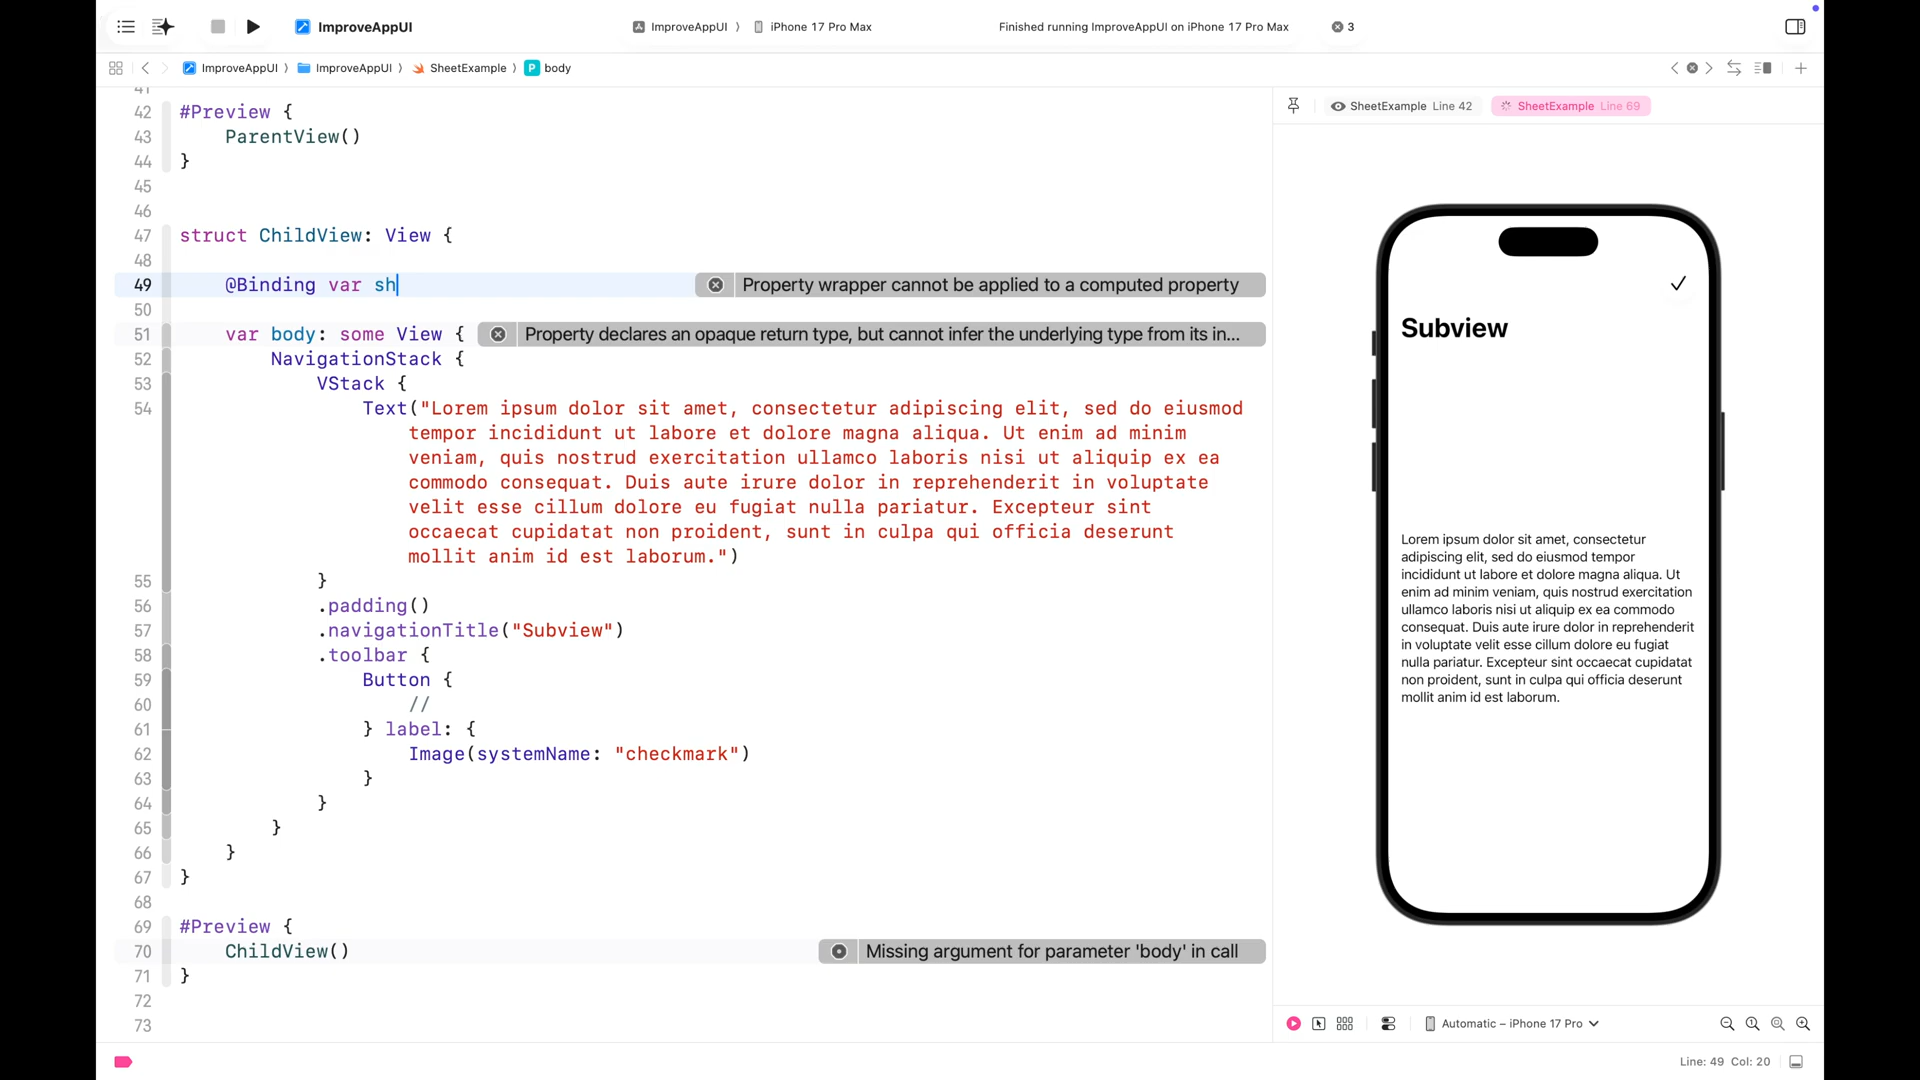 ImproveAppUI
ImproveAppUI 〉 iPhone 17 Pro Max
Finished running ImproveAppUI on iPhone 17 Pro Max
3
ImproveAppUI 〉 ImproveAppUI 〉 SheetExample 〉 P body
41
42 #Preview {
43 ParentView()
44 }
45
46
47 struct ChildView: View {
48
49 @Binding var sh
Property wrapper cannot be applied to a computed property
50
51 var body: some View {
Property declares an opaque return type, but cannot infer the underlying type from its in...
52 NavigationStack {
53 VStack {
54 Text("Lorem ipsum dolor sit amet, consectetur adipiscing elit, sed do eiusmod
tempor incididunt ut labore et dolore magna aliqua. Ut enim ad minim
veniam, quis nostrud exercitation ullamco laboris nisi ut aliquip ex ea
commodo consequat. Duis aute irure dolor in reprehenderit in voluptate
velit esse cillum dolore eu fugiat nulla pariatur. Excepteur sint
occaecat cupidatat non proident, sunt in culpa qui officia deserunt
mollit anim id est laborum.")
55 }
56 .padding()
57 .navigationTitle("Subview")
58 .toolbar {
59 Button {
60 //
61 } label: {
62 Image(systemName: "checkmark")
63 }
64 }
65 }
66 }
67 }
68
69 #Preview {
70 ChildView()
Missing argument for parameter 'body' in call
71 }
72
73
SheetExample Line 42
SheetExample Line 69
Subview
Lorem ipsum dolor sit amet, consectetur
adipiscing elit, sed do eiusmod tempor
incididunt ut labore et dolore magna aliqua. Ut
enim ad minim veniam, quis nostrud exercitation
ullamco laboris nisi ut aliquip ex ea commodo
consequat. Duis aute irure dolor in reprehenderit
in voluptate velit esse cillum dolore eu fugiat
nulla pariatur. Excepteur sint occaecat cupidatat
non proident, sunt in culpa qui officia deserunt
mollit anim id est laborum.
Automatic – iPhone 17 Pro
Line: 49 Col: 20